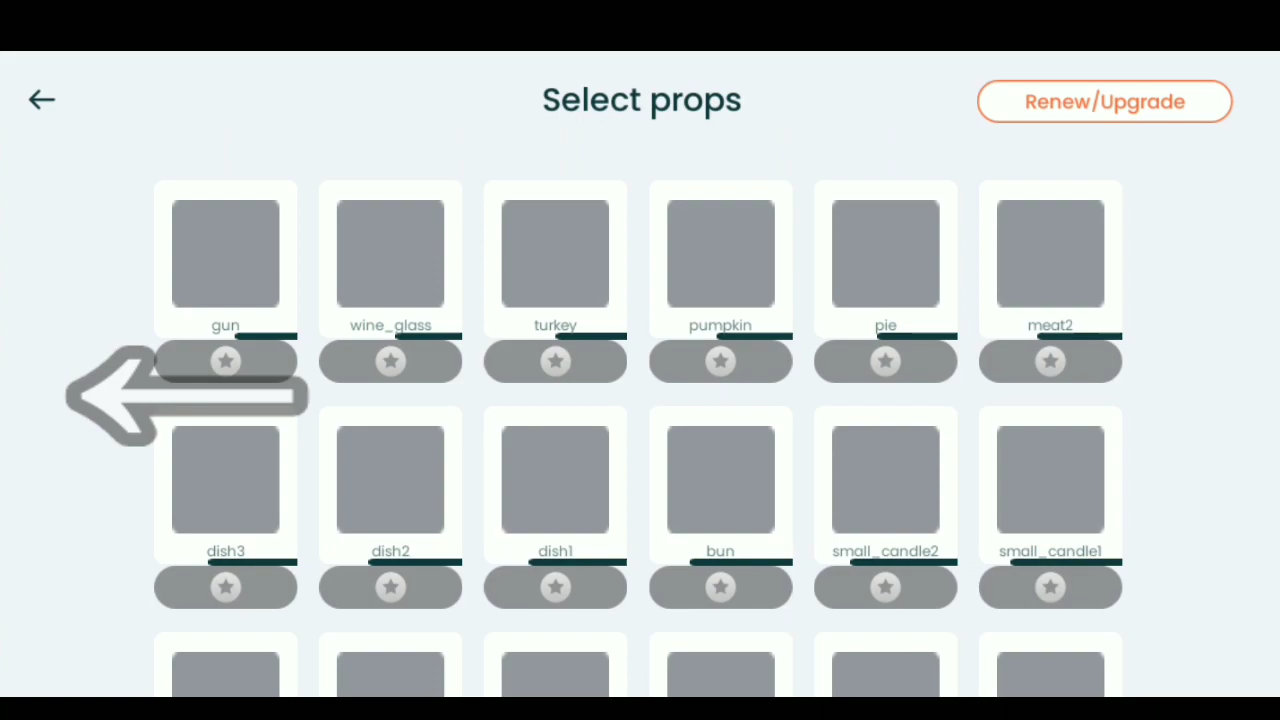 Select props
Renew/Upgrade
gun
wine_glass
turkey
pumpkin
pie
meat2
dish3
dish2
dish1
bun
small_candle2
small_candle1